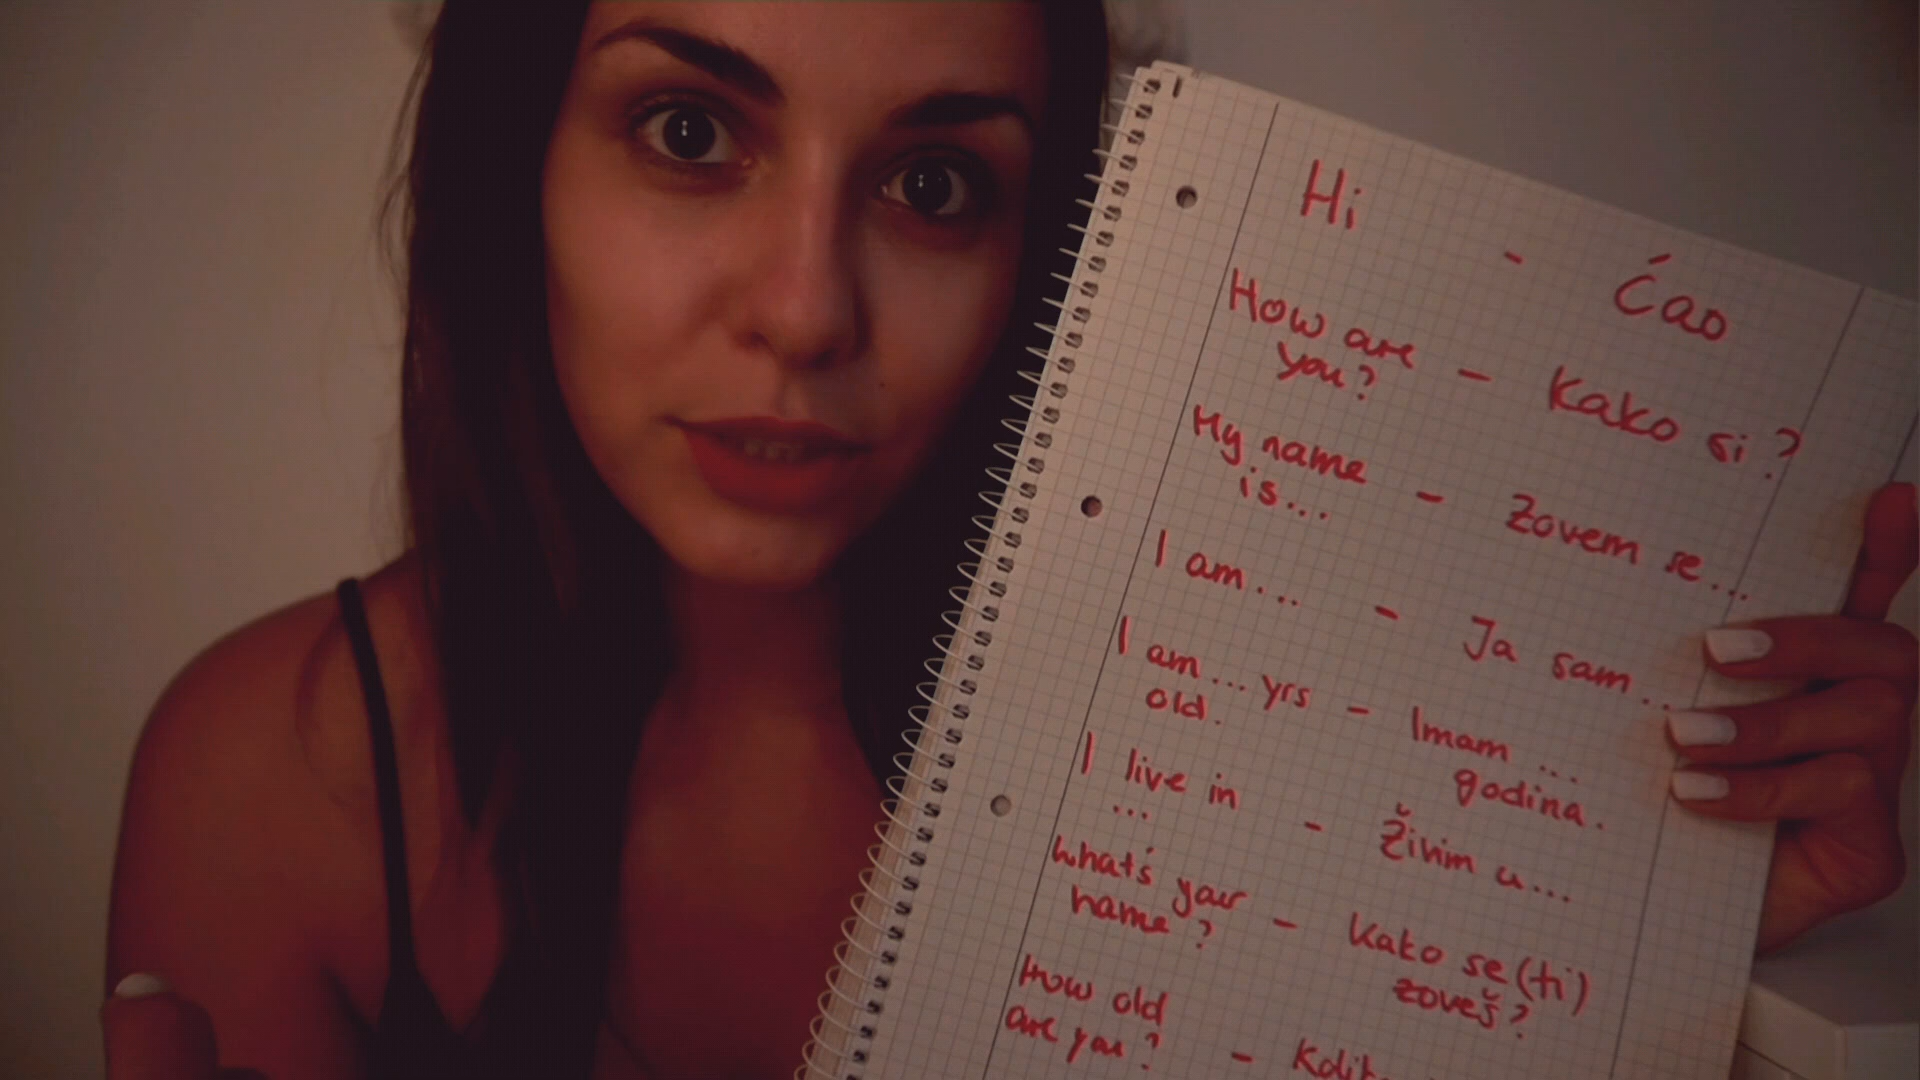 Hi - Ćao
How are - Kako si?
you?
My name - Zovem se...
is...
I am... - Ja sam...
I am... yrs - Imam ...
old. godina.
I live in - Živim u...
...
What's your - Kako se (ti)
name? zoveš?
How old
are you? -